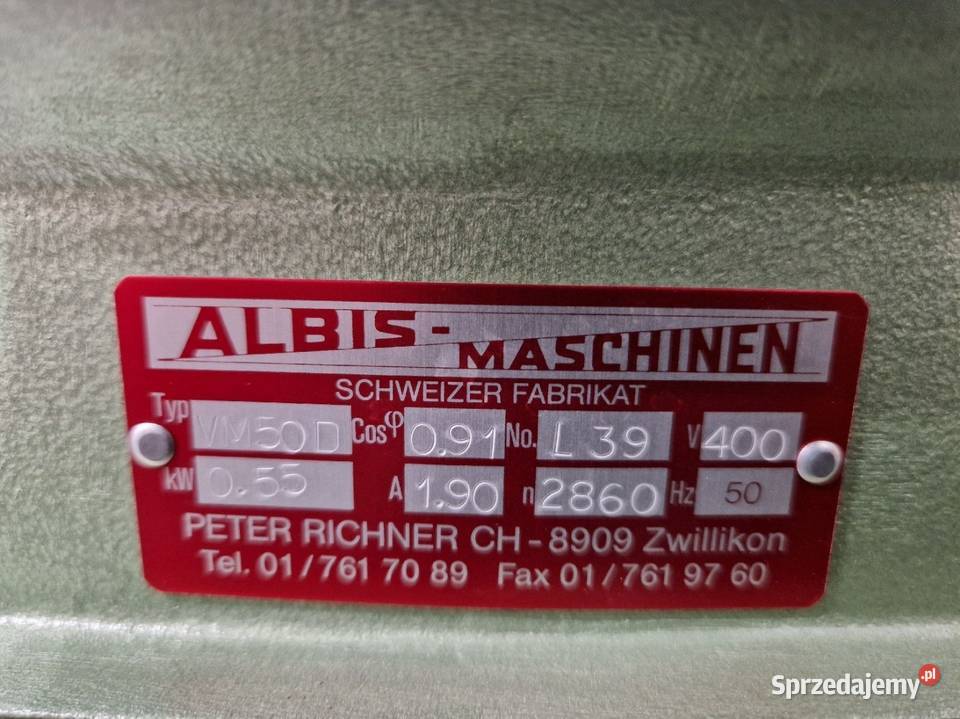 ALBIS-MASCHINEN
SCHWEIZER FABRIKAT
Typ VM50D Cosφ 0.91 No. L 39 V 400
kW 0.55 A 1.90 n 2860 Hz 50
PETER RICHNER CH-8909 Zwillikon
Tel. 01/761 70 89 Fax 01/761 97 60
Sprzedajemy.pl